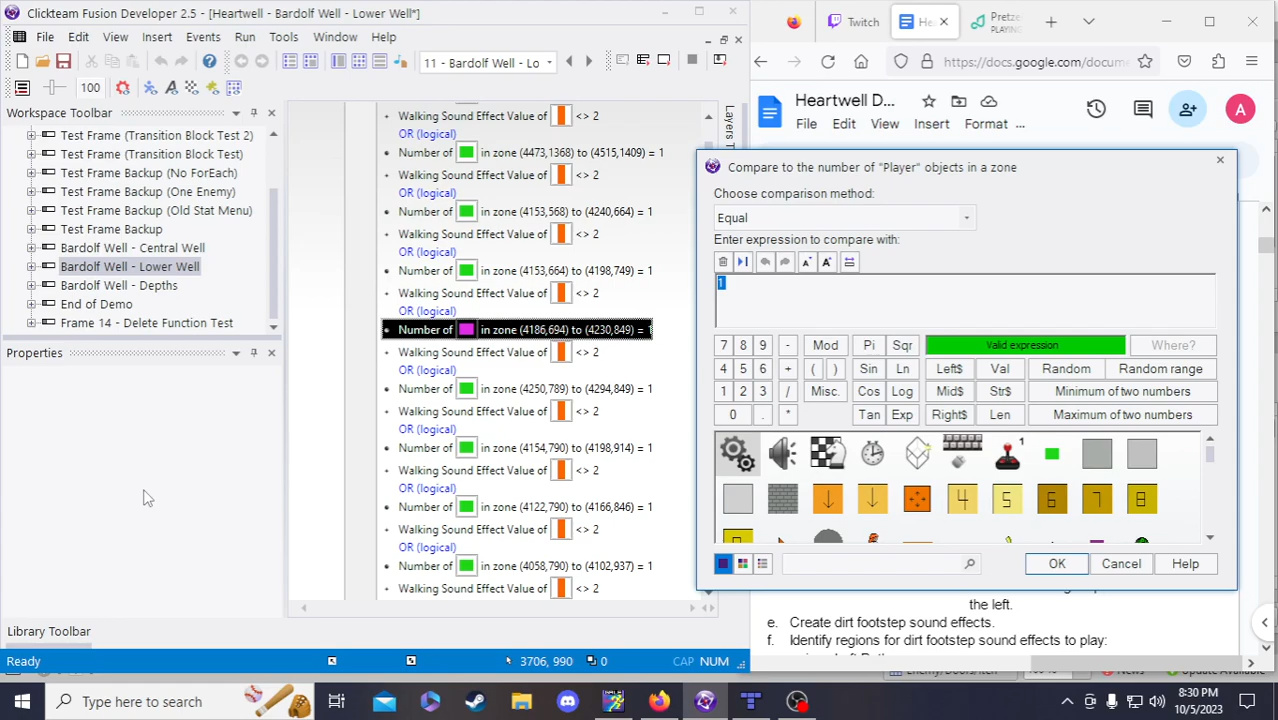 Clickteam Fusion Developer 2.5 - [Heartwell - Bardolf Well - Lower Well*]
File Edit View Insert Events Run Tools Window Help
100
11 - Bardolf Well - Lo
Workspace Toolbar
Test Frame (Transition Block Test 2)
Test Frame (Transition Block Test)
Test Frame Backup (No ForEach)
Test Frame Backup (One Enemy)
Test Frame Backup (Old Stat Menu)
Test Frame Backup
Bardolf Well - Central Well
Bardolf Well - Lower Well
Bardolf Well - Depths
End of Demo
Frame 14 - Delete Function Test
Properties
Library Toolbar
Ready
3706, 990
0
CAP NUM
Walking Sound Effect Value of <> 2
OR (logical)
Number of in zone (4473,1368) to (4515,1409) = 1
Walking Sound Effect Value of <> 2
OR (logical)
Number of in zone (4153,568) to (4240,664) = 1
Walking Sound Effect Value of <> 2
OR (logical)
Number of in zone (4153,664) to (4198,749) = 1
Walking Sound Effect Value of <> 2
OR (logical)
Number of in zone (4186,694) to (4230,849) = 1
Walking Sound Effect Value of <> 2
OR (logical)
Number of in zone (4250,789) to (4294,849) = 1
Walking Sound Effect Value of <> 2
OR (logical)
Number of in zone (4154,790) to (4198,914) = 1
Walking Sound Effect Value of <> 2
OR (logical)
Number of in zone (4122,790) to (4166,846) = 1
Walking Sound Effect Value of <> 2
OR (logical)
Number of in zone (4058,790) to (4102,937) = 1
Walking Sound Effect Value of <> 2
Layers T
Twitch
He
Pretze
PLAYING
https://docs.google.com/docume
Heartwell D...
File Edit View Insert Format ...
A
Compare to the number of "Player" objects in a zone
Choose comparison method:
Equal
Enter expression to compare with:
1
7 8 9 - Mod Pi Sqr Valid expression Where?
4 5 6 + ( ) Sin Ln Left$ Val Random Random range
1 2 3 / Misc. Cos Log Mid$ Str$ Minimum of two numbers
0 . * Tan Exp Right$ Len Maximum of two numbers
1
4 5 6 7 8
OK Cancel Help
the left.
e. Create dirt footstep sound effects.
f. Identify regions for dirt footstep sound effects to play:
Type here to search
8:30 PM
10/5/2023